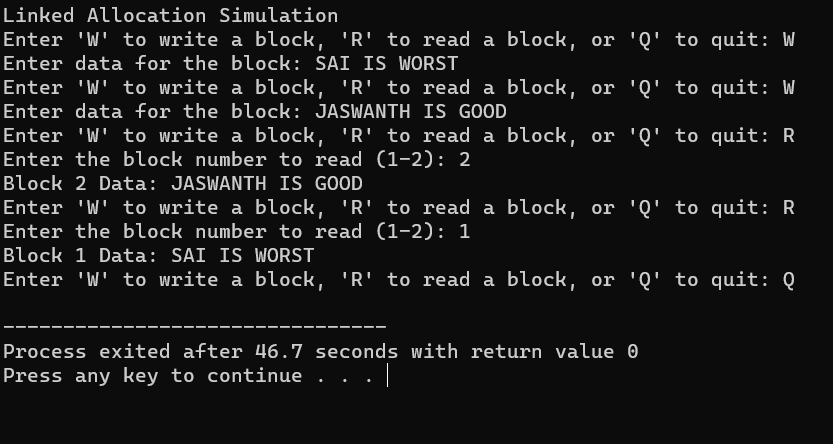 Linked Allocation Simulation
Enter 'W' to write a block, 'R' to read a block, or 'Q' to quit: W
Enter data for the block: SAI IS WORST
Enter 'W' to write a block, 'R' to read a block, or 'Q' to quit: W
Enter data for the block: JASWANTH IS GOOD
Enter 'W' to write a block, 'R' to read a block, or 'Q' to quit: R
Enter the block number to read (1-2): 2
Block 2 Data: JASWANTH IS GOOD
Enter 'W' to write a block, 'R' to read a block, or 'Q' to quit: R
Enter the block number to read (1-2): 1
Block 1 Data: SAI IS WORST
Enter 'W' to write a block, 'R' to read a block, or 'Q' to quit: Q
--------------------------------
Process exited after 46.7 seconds with return value 0
Press any key to continue . . .